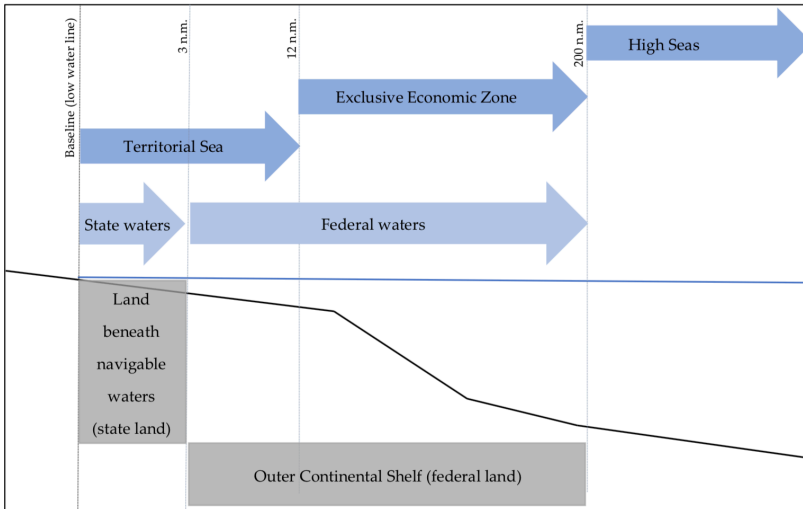 Baseline (low water line)
3 n.m.
12 n.m.
200 n.m.
High Seas
Exclusive Economic Zone
Territorial Sea
State waters
Federal waters
Land
beneath
navigable
waters
(state land)
Outer Continental Shelf (federal land)